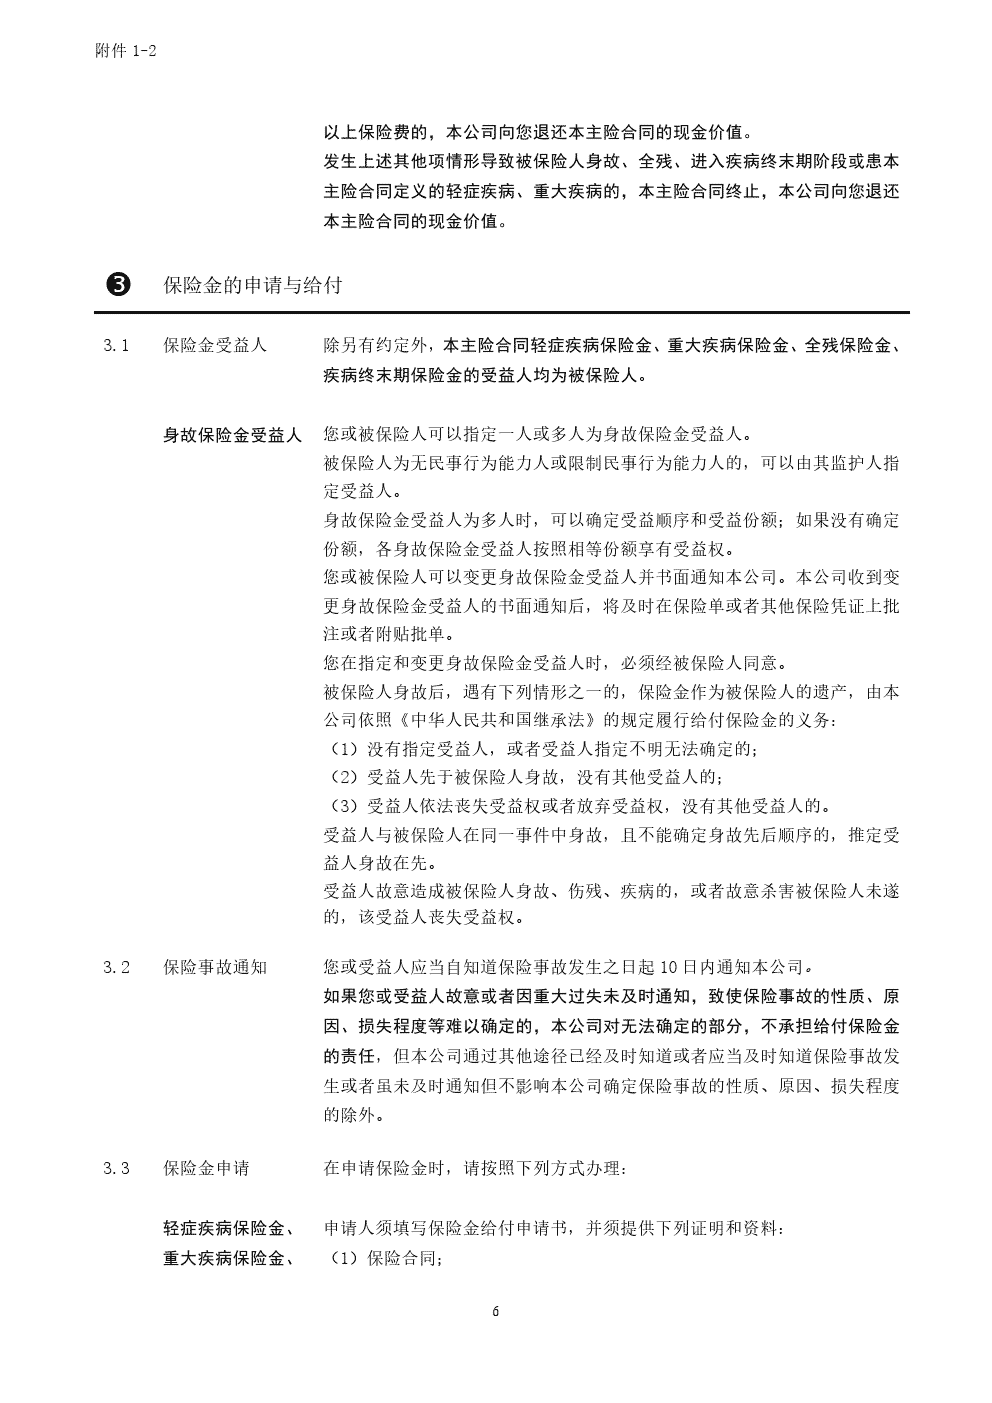 附件 1-2
以上保险费的，本公司向您退还本主险合同的现金价值。
发生上述其他项情形导致被保险人身故、全残、进入疾病终末期阶段或患本
主险合同定义的轻症疾病、重大疾病的，本主险合同终止，本公司向您退还
本主险合同的现金价值。
❸ 保险金的申请与给付
3.1 保险金受益人 除另有约定外，本主险合同轻症疾病保险金、重大疾病保险金、全残保险金、
疾病终末期保险金的受益人均为被保险人。
身故保险金受益人 您或被保险人可以指定一人或多人为身故保险金受益人。
被保险人为无民事行为能力人或限制民事行为能力人的，可以由其监护人指
定受益人。
身故保险金受益人为多人时，可以确定受益顺序和受益份额；如果没有确定
份额，各身故保险金受益人按照相等份额享有受益权。
您或被保险人可以变更身故保险金受益人并书面通知本公司。本公司收到变
更身故保险金受益人的书面通知后，将及时在保险单或者其他保险凭证上批
注或者附贴批单。
您在指定和变更身故保险金受益人时，必须经被保险人同意。
被保险人身故后，遇有下列情形之一的，保险金作为被保险人的遗产，由本
公司依照《中华人民共和国继承法》的规定履行给付保险金的义务：
（1）没有指定受益人，或者受益人指定不明无法确定的；
（2）受益人先于被保险人身故，没有其他受益人的；
（3）受益人依法丧失受益权或者放弃受益权，没有其他受益人的。
受益人与被保险人在同一事件中身故，且不能确定身故先后顺序的，推定受
益人身故在先。
受益人故意造成被保险人身故、伤残、疾病的，或者故意杀害被保险人未遂
的，该受益人丧失受益权。
3.2 保险事故通知 您或受益人应当自知道保险事故发生之日起 10 日内通知本公司。
如果您或受益人故意或者因重大过失未及时通知，致使保险事故的性质、原
因、损失程度等难以确定的，本公司对无法确定的部分，不承担给付保险金
的责任，但本公司通过其他途径已经及时知道或者应当及时知道保险事故发
生或者虽未及时通知但不影响本公司确定保险事故的性质、原因、损失程度
的除外。
3.3 保险金申请 在申请保险金时，请按照下列方式办理：
轻症疾病保险金、 申请人须填写保险金给付申请书，并须提供下列证明和资料：
重大疾病保险金、 （1）保险合同；
6